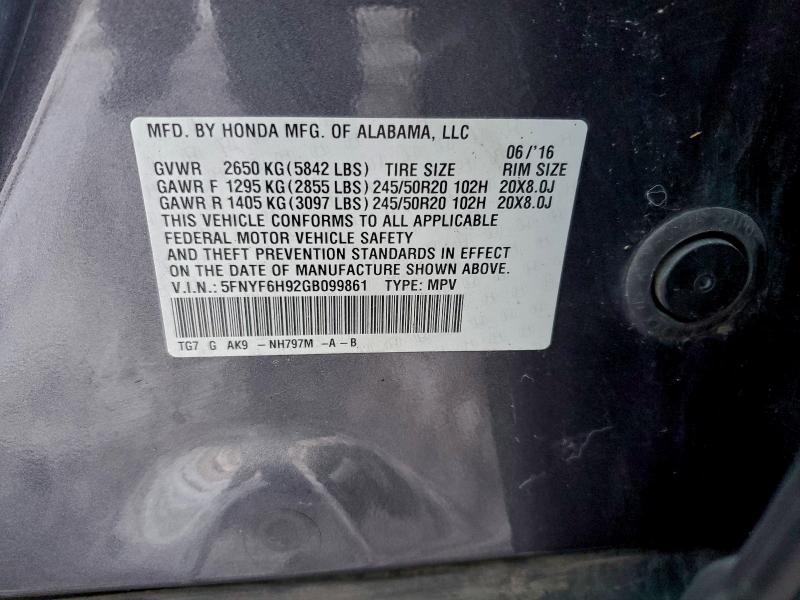 MFD. BY HONDA MFG. OF ALABAMA, LLC
06/'16
GVWR 2650 KG (5842 LBS) TIRE SIZE RIM SIZE
GAWR F 1295 KG (2855 LBS) 245/50R20 102H 20X8.0J
GAWR R 1405 KG (3097 LBS) 245/50R20 102H 20X8.0J
THIS VEHICLE CONFORMS TO ALL APPLICABLE
FEDERAL MOTOR VEHICLE SAFETY
AND THEFT PREVENTION STANDARDS IN EFFECT
ON THE DATE OF MANUFACTURE SHOWN ABOVE.
V.I.N.: 5FNYF6H92GB099861 TYPE: MPV
TG7 G AK9 -NH797M -A-B